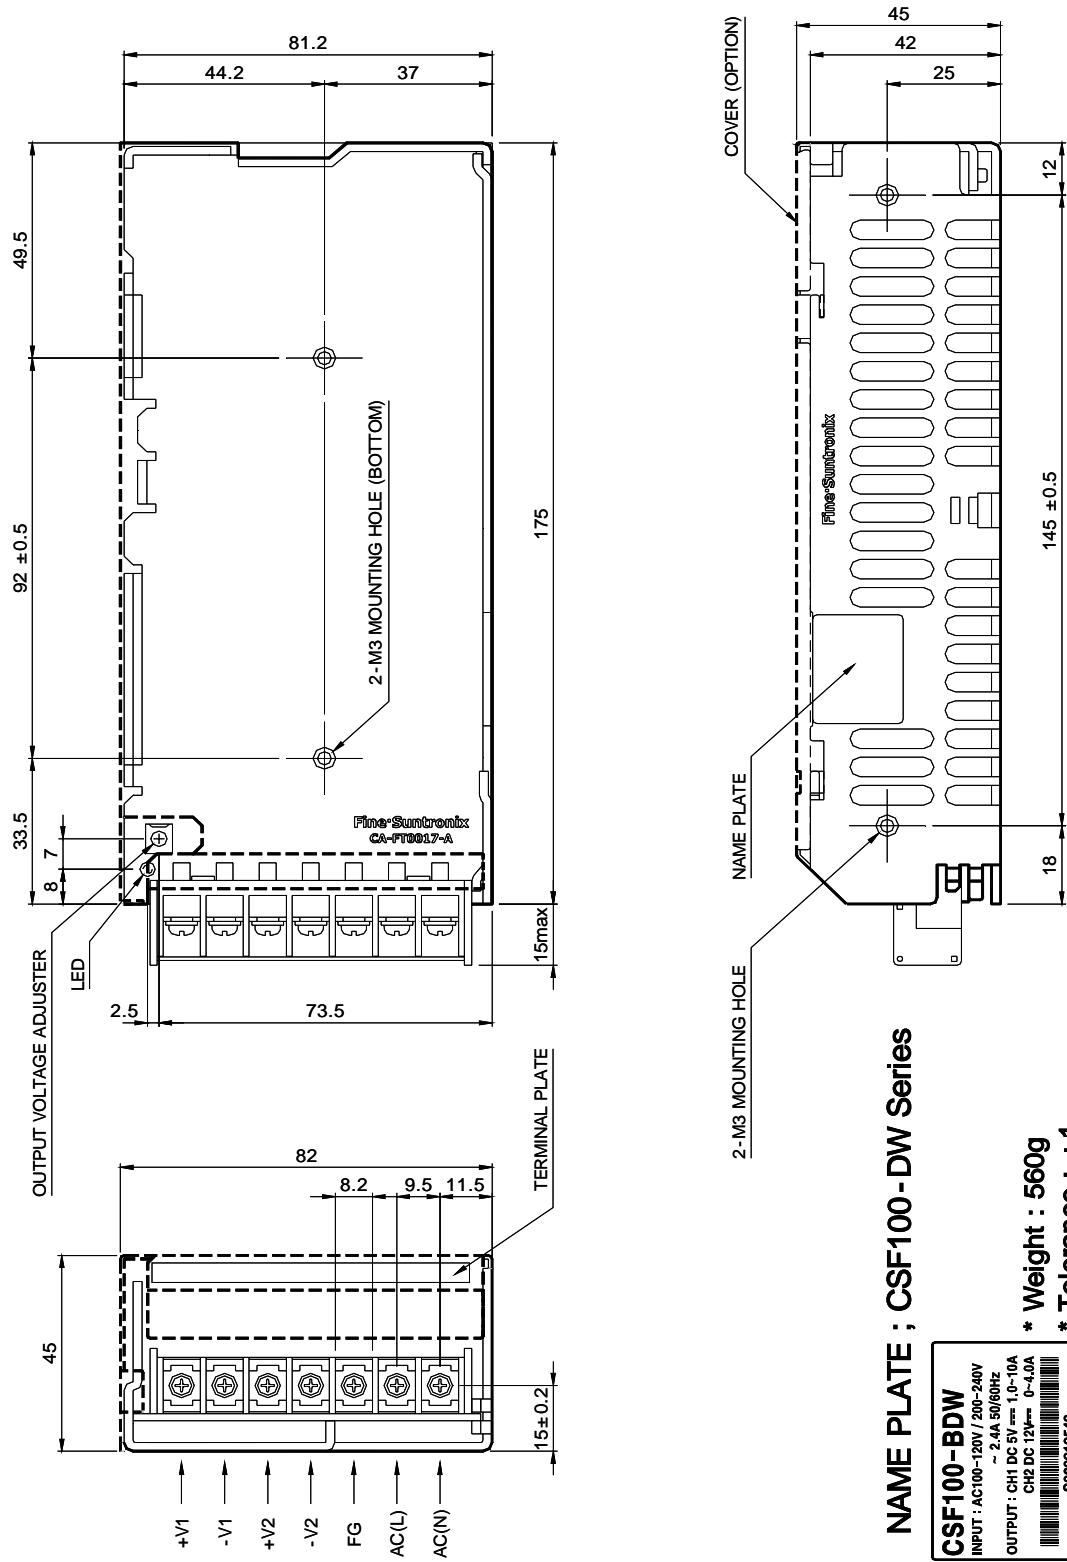 81.2
44.2
37
49.5
92 ±0.5
33.5
7
8
175
15max
2-M3 MOUNTING HOLE (BOTTOM)
Fine·Suntronix
CA-FT0017-A
OUTPUT VOLTAGE ADJUSTER
LED
2.5
73.5
45
42
25
COVER (OPTION)
12
145 ±0.5
18
Fine·Suntronix
NAME PLATE
2-M3 MOUNTING HOLE
82
8.2
9.5
11.5
TERMINAL PLATE
45
15±0.2
+V1
-V1
+V2
-V2
FG
AC(L)
AC(N)
NAME PLATE ; CSF100-DW Series
CSF100-BDW
INPUT : AC100-120V / 200-240V
~ 2.4A 50/60Hz
OUTPUT : CH1 DC 5V 1.0~10A
CH2 DC 12V 0~4.0A
* Weight : 560g